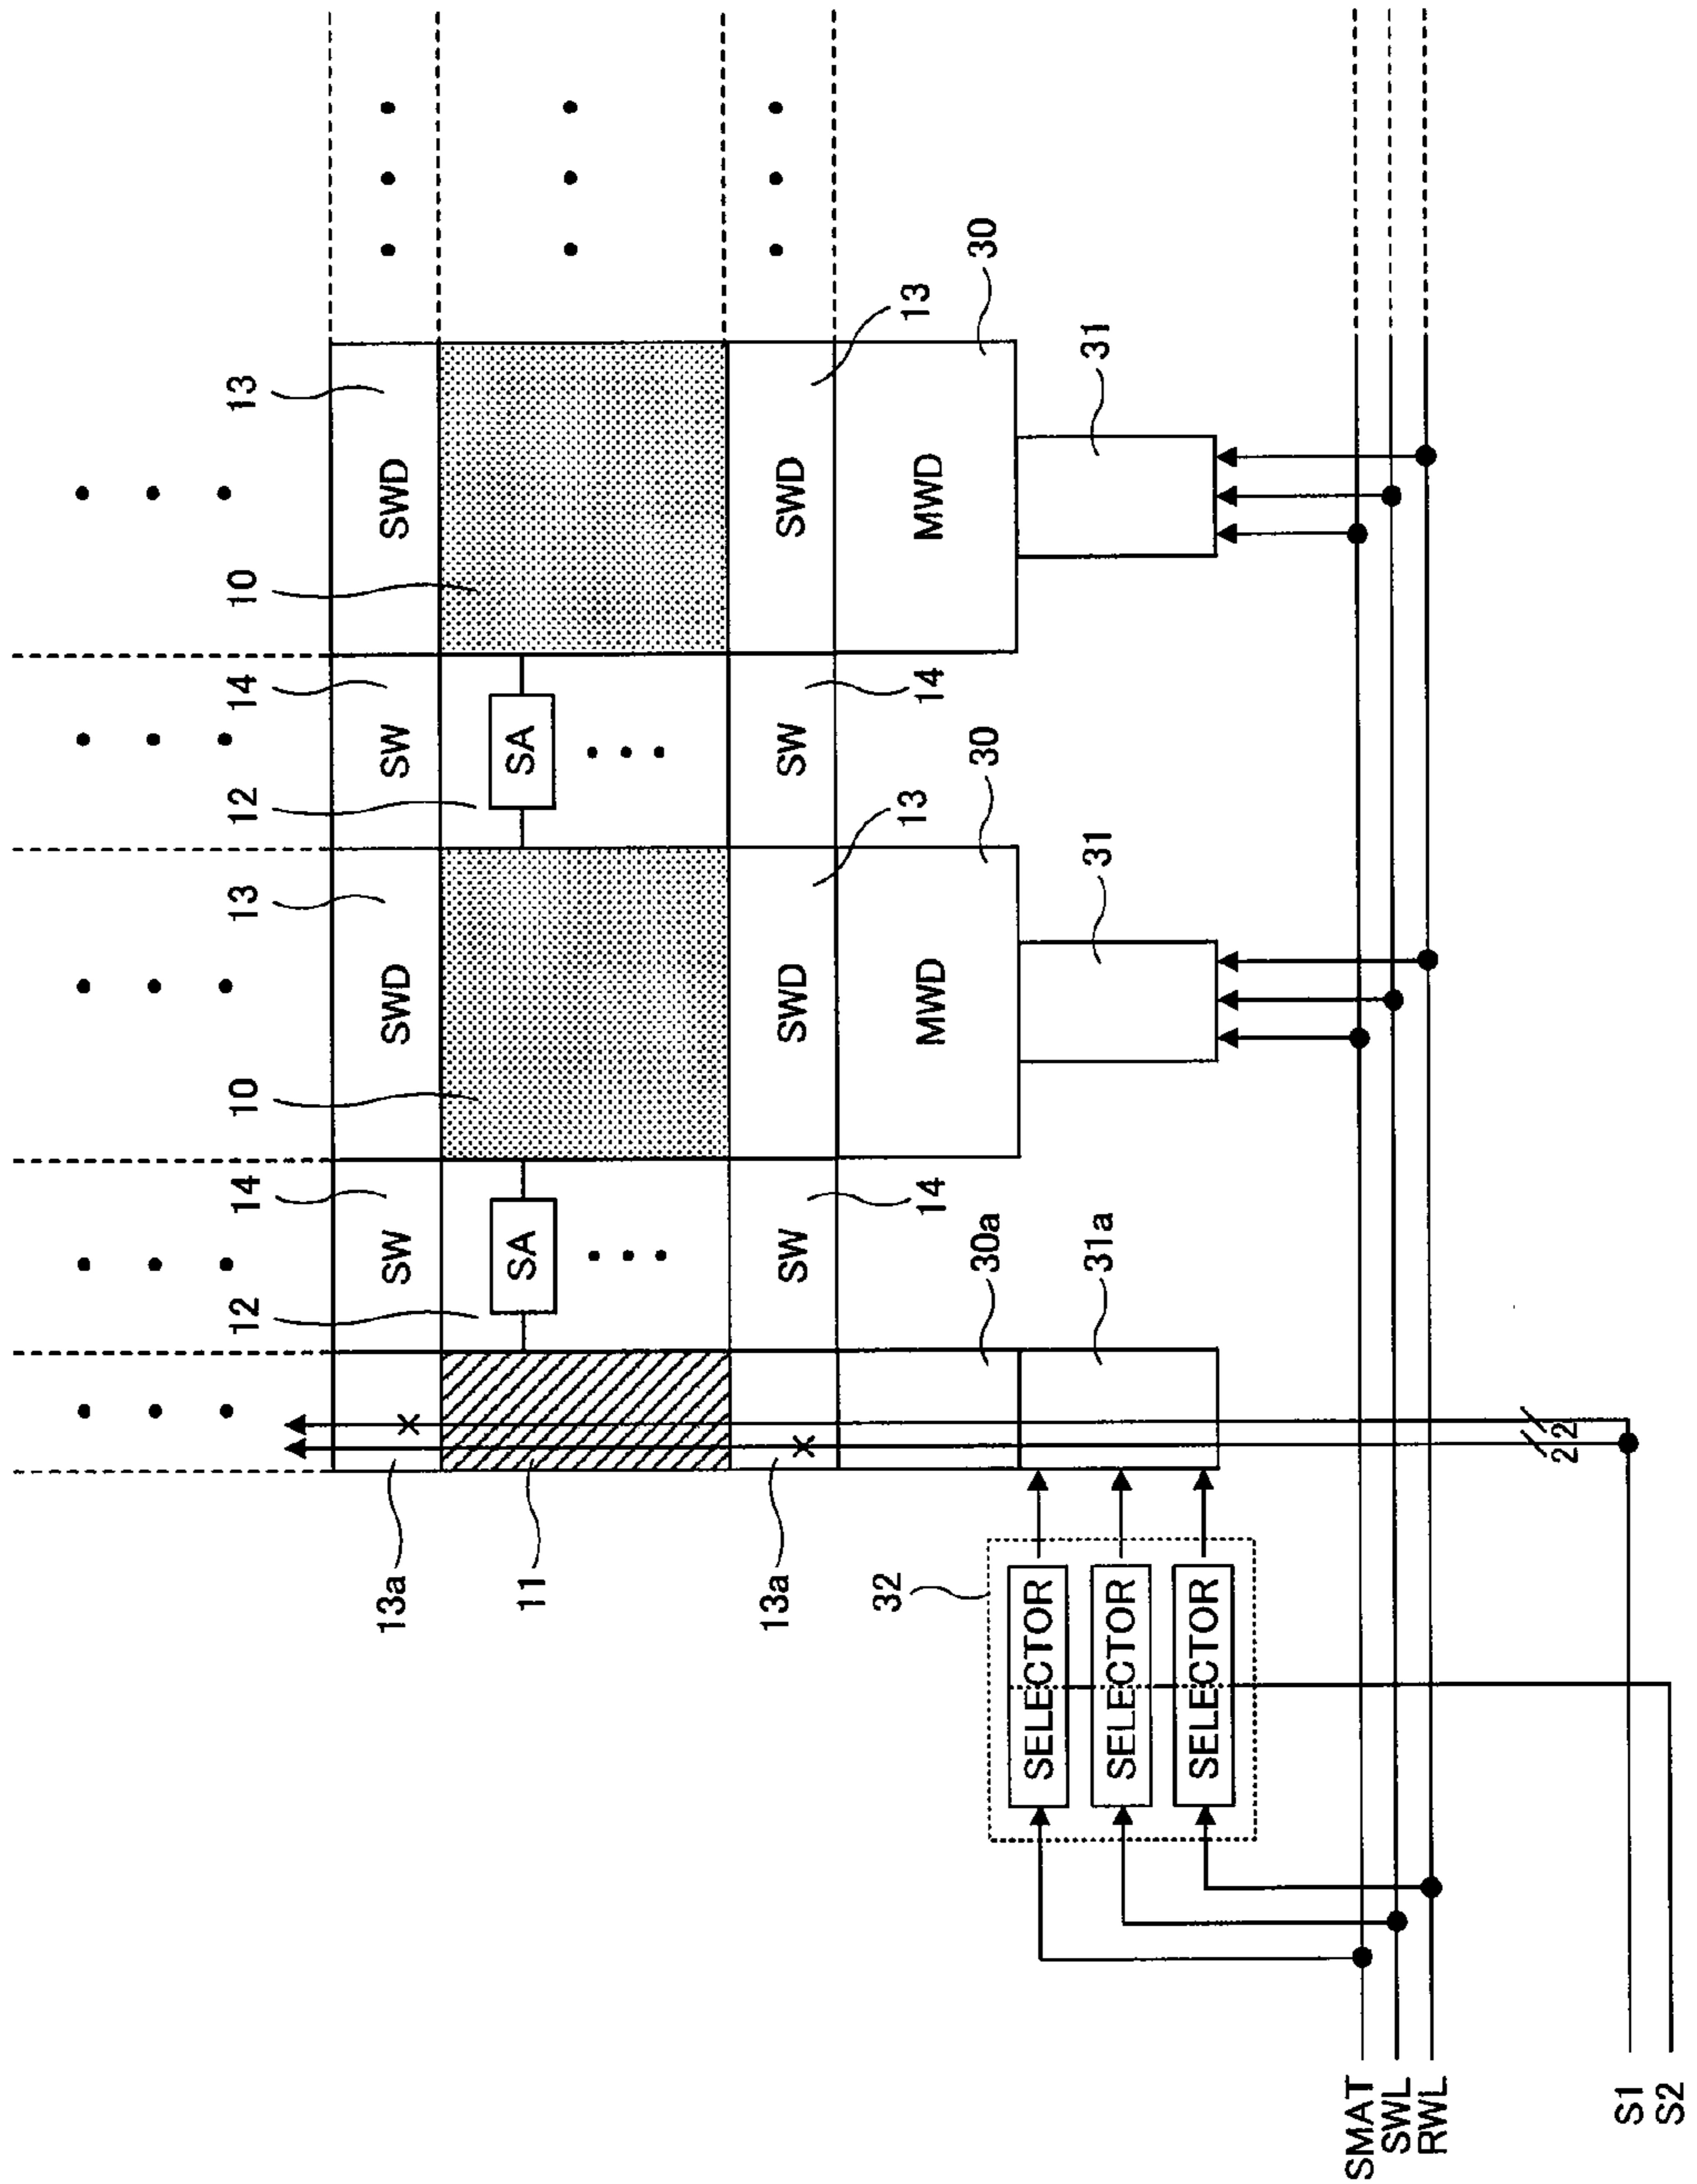 12 14 10 13 12 14 10 13
13a SW SWD SW SWD
11 SA SA
13a SW SWD SW SWD
32 14 13 14 13
MWD MWD
30a 30 30
SELECTOR
31a 31 31
SELECTOR
SELECTOR
SMAT
SWL
RWL
2 2
S1
S2